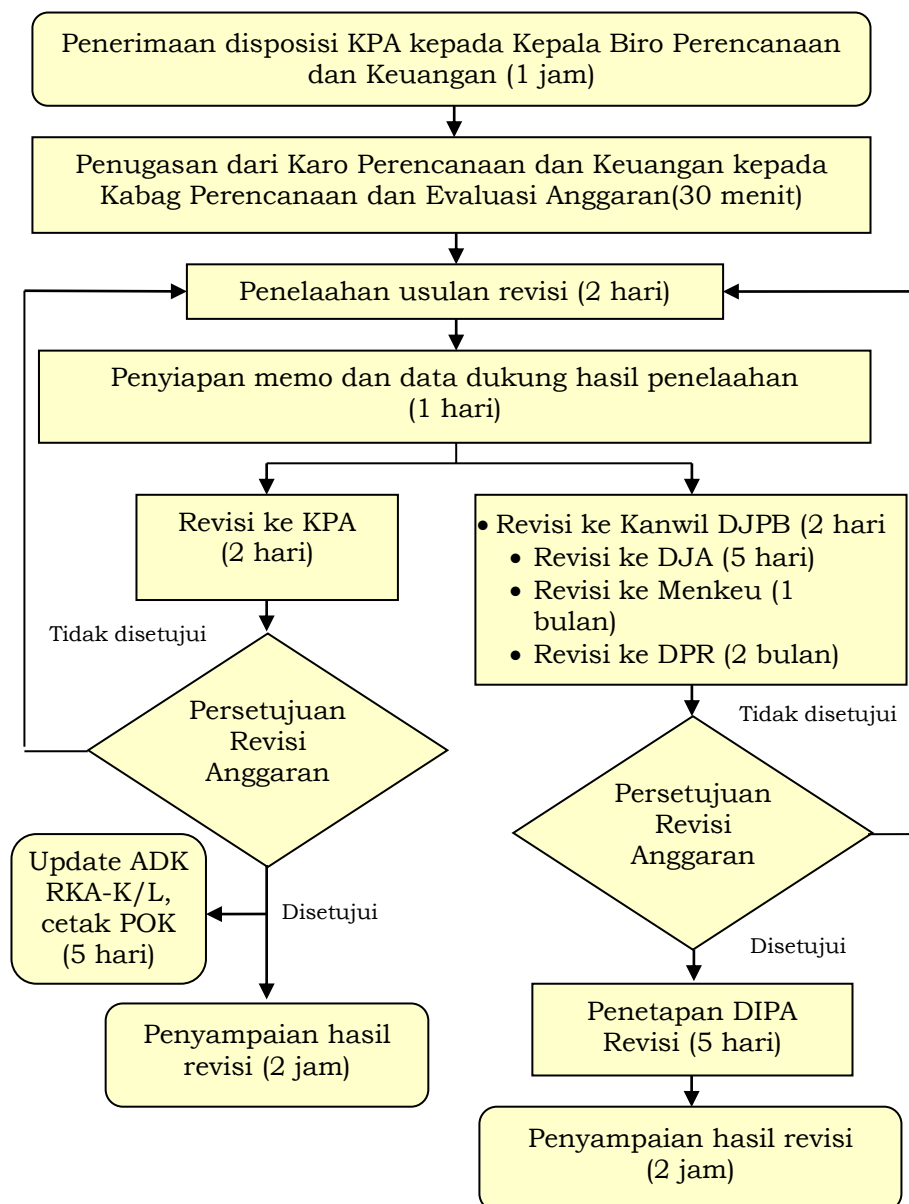 Penerimaan disposisi KPA kepada Kepala Biro Perencanaan
dan Keuangan (1 jam)
Penugasan dari Karo Perencanaan dan Keuangan kepada
Kabag Perencanaan dan Evaluasi Anggaran(30 menit)
Penelaahan usulan revisi (2 hari)
Penyiapan memo dan data dukung hasil penelaahan
(1 hari)
Revisi ke KPA
(2 hari)
• Revisi ke Kanwil DJPB (2 hari
• Revisi ke DJA (5 hari)
• Revisi ke Menkeu (1
bulan)
• Revisi ke DPR (2 bulan)
Tidak disetujui
Persetujuan
Revisi
Anggaran
Tidak disetujui
Persetujuan
Revisi
Anggaran
Update ADK
RKA-K/L,
cetak POK
(5 hari)
Disetujui
Penyampaian hasil
revisi (2 jam)
Disetujui
Penetapan DIPA
Revisi (5 hari)
Penyampaian hasil revisi
(2 jam)